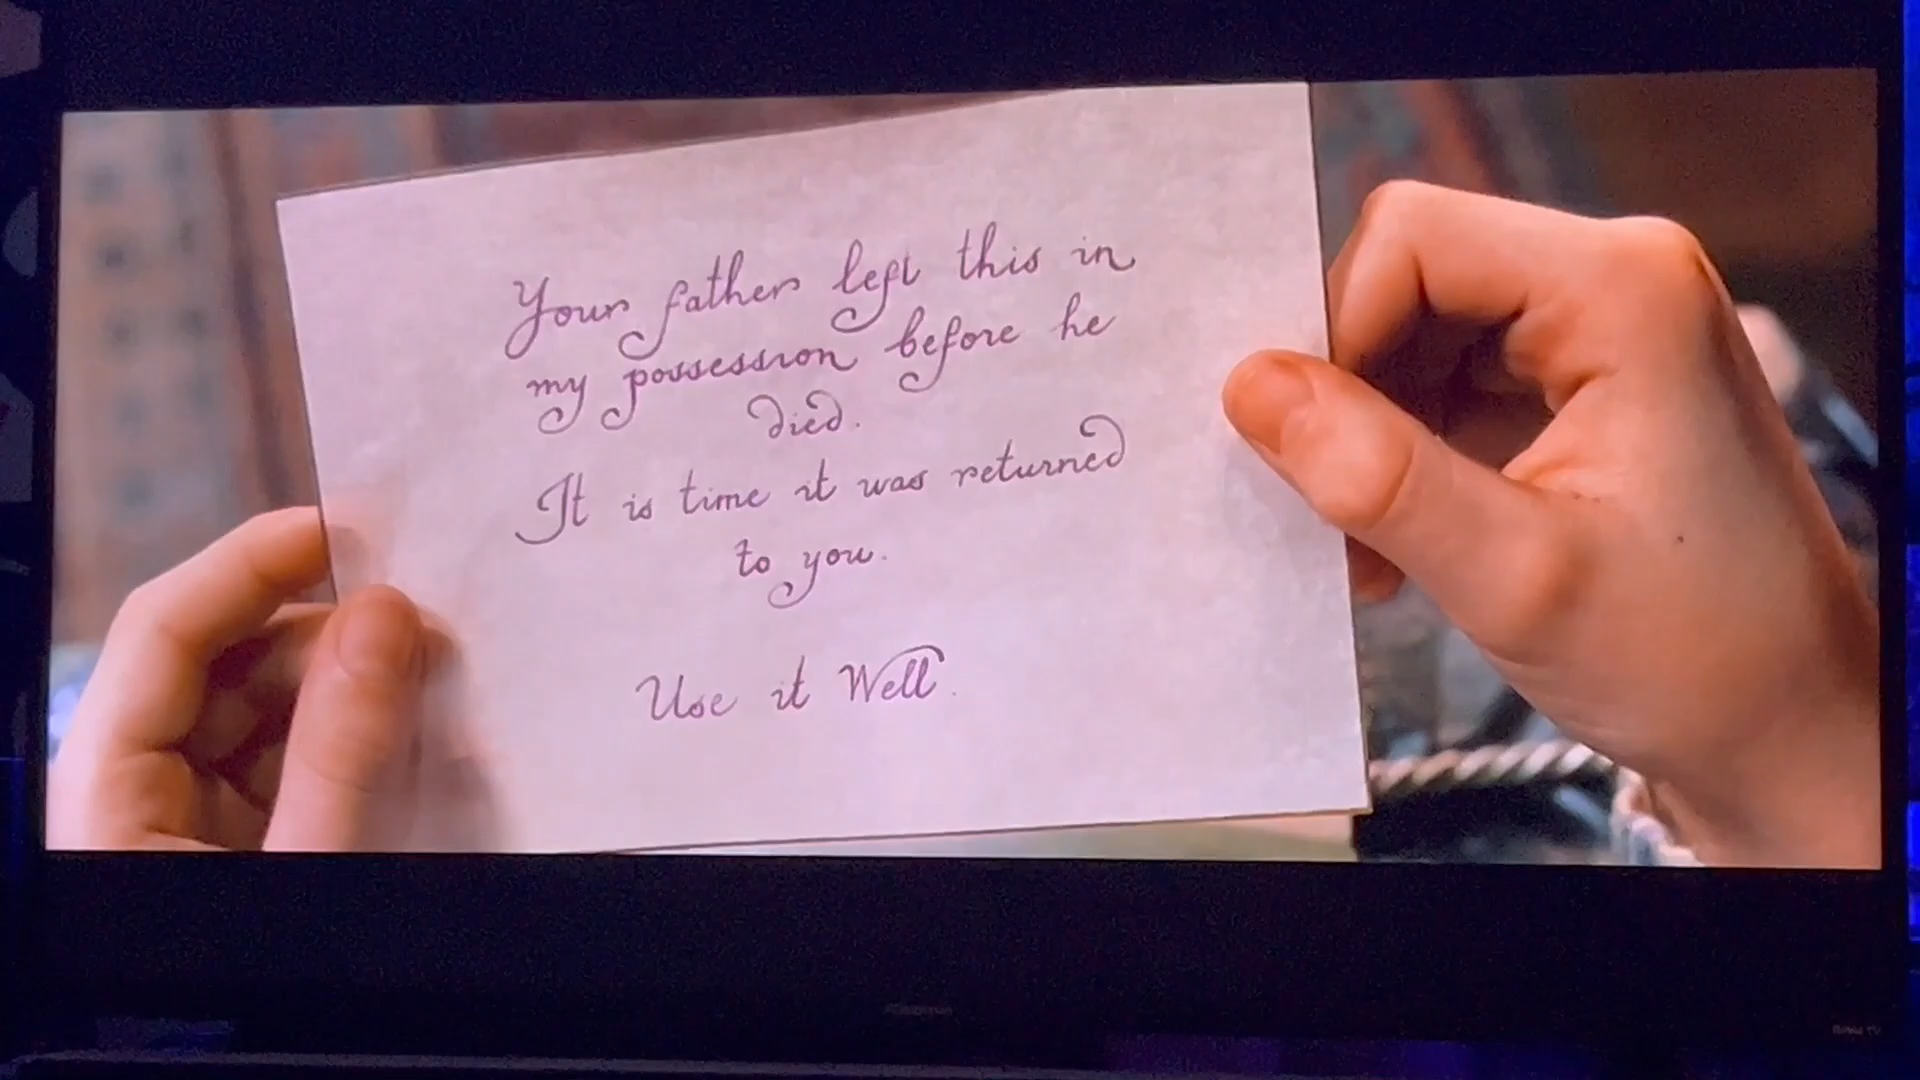 Your father left this in
my possession before he
died.
It is time it was returned
to you.
Use it Well.